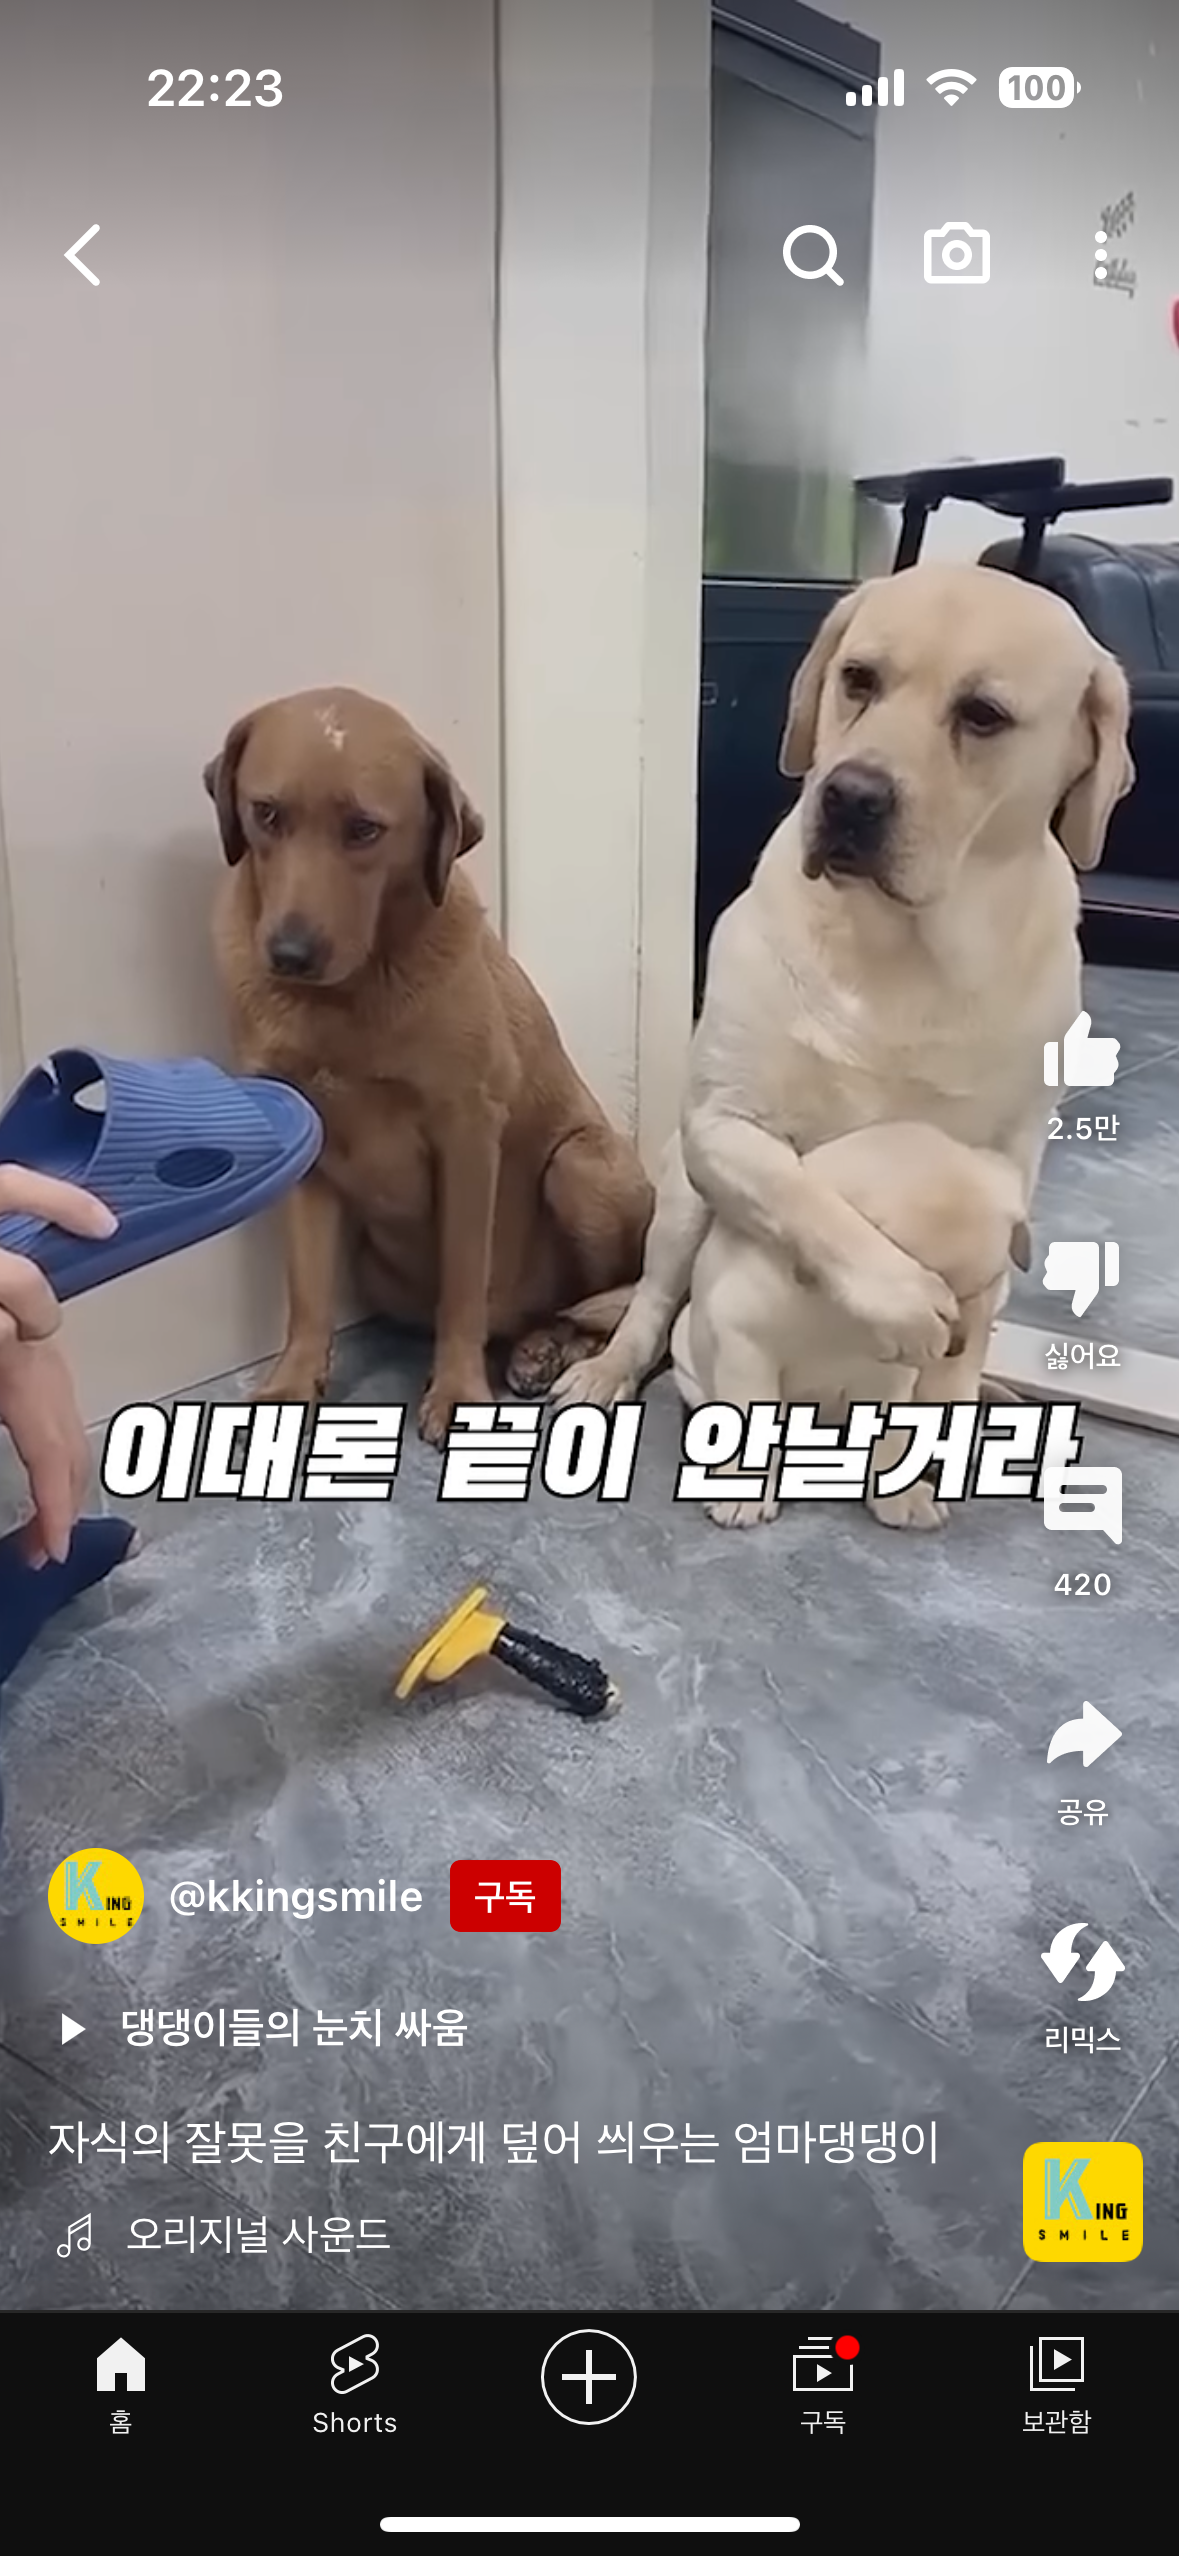 22:23
100
2.5만
싫어요
이대론 끝이 안날거라
420
공유
KING
SMILE
@kkingsmile
구독
리믹스
댕댕이들의 눈치 싸움
자식의 잘못을 친구에게 덮어 씌우는 엄마댕댕이
KING
SMILE
오리지널 사운드
홈
Shorts
구독
보관함